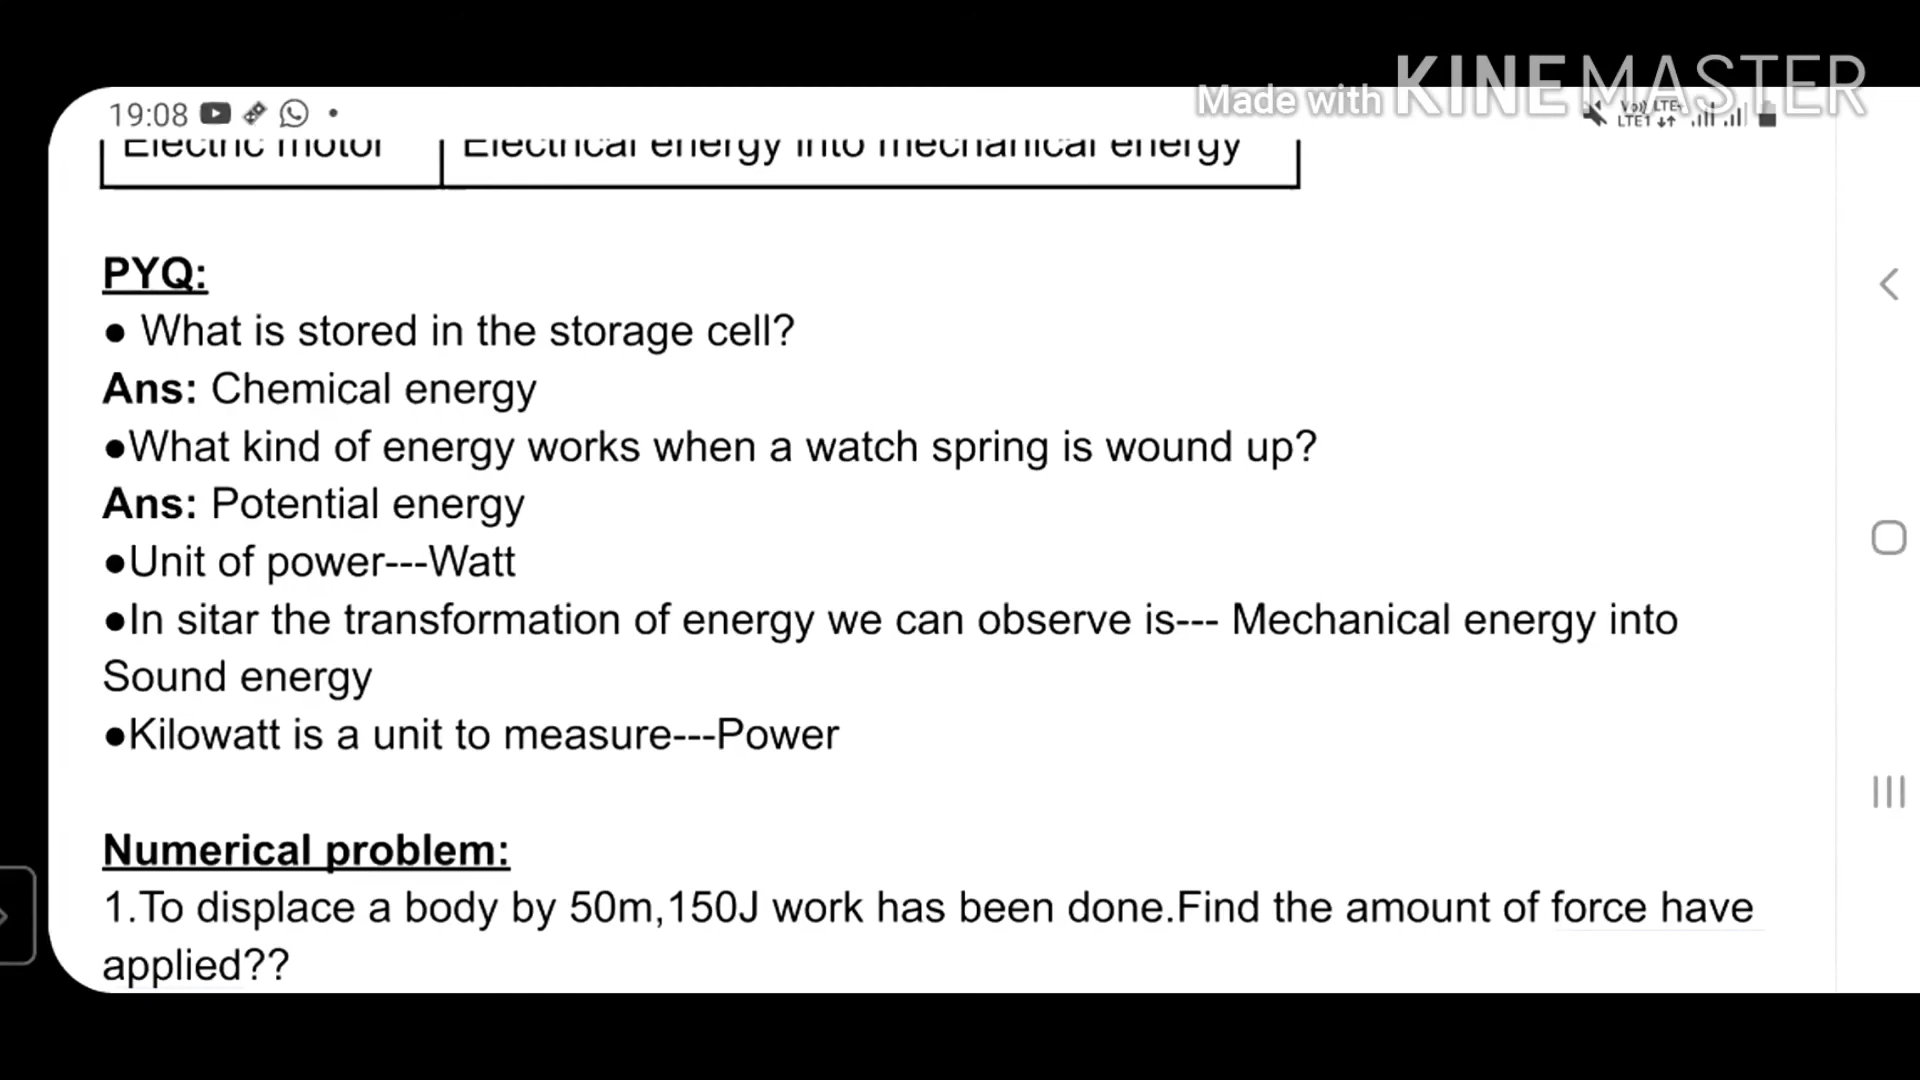 Made with KINEMASTER
19:08
Vo)) LTE+
LTE1
Electric motor Electrical energy into mechanical energy
PYQ:
● What is stored in the storage cell?
Ans: Chemical energy
●What kind of energy works when a watch spring is wound up?
Ans: Potential energy
●Unit of power---Watt
●In sitar the transformation of energy we can observe is--- Mechanical energy into
Sound energy
●Kilowatt is a unit to measure---Power
Numerical problem:
1.To displace a body by 50m,150J work has been done.Find the amount of force have
applied??